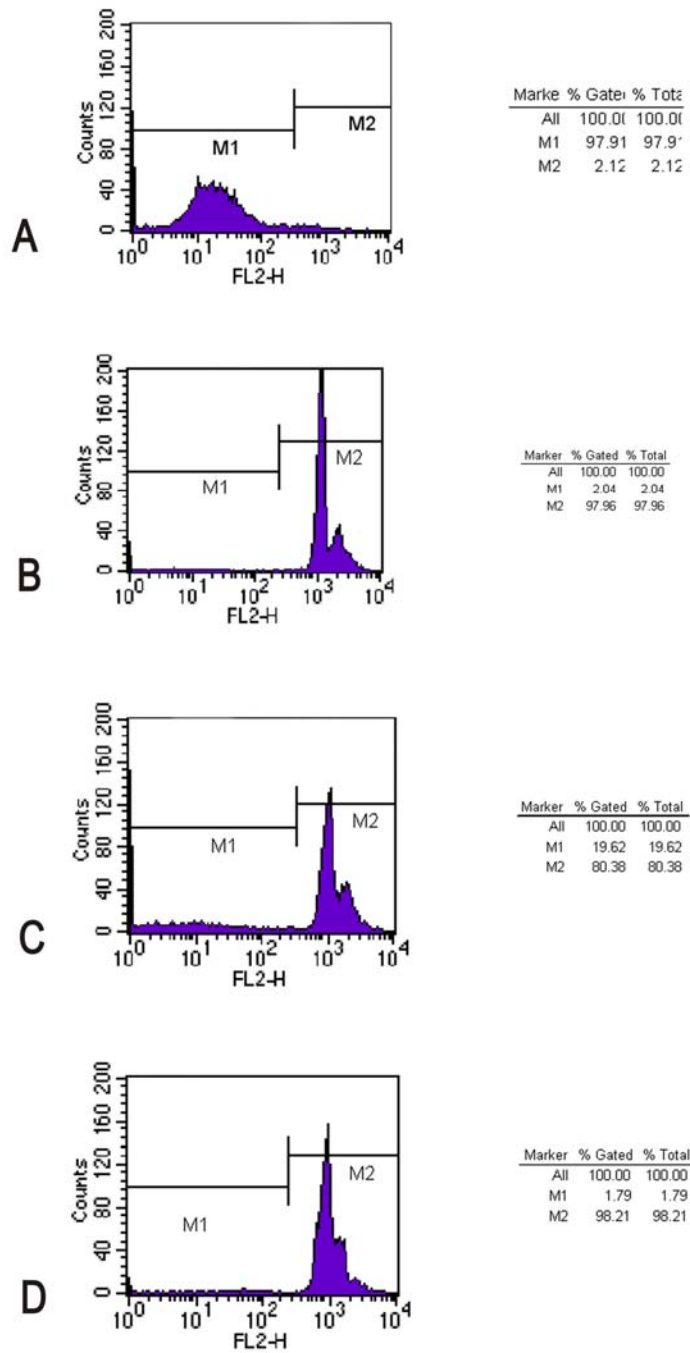 200
160
120
80
40
0
Counts
M1
M2
10^0 10^1 10^2 10^3 10^4
FL2-H
A
Marke % Gate % Tota
All 100.0 100.0
M1 97.91 97.9
M2 2.12 2.12
200
160
120
80
40
0
Counts
M1
M2
10^0 10^1 10^2 10^3 10^4
FL2-H
B
Marker % Gated % Total
All 100.00 100.00
M1 2.04 2.04
M2 97.96 97.96
200
160
120
80
40
0
Counts
M1
M2
10^0 10^1 10^2 10^3 10^4
FL2-H
C
Marker % Gated % Total
All 100.00 100.00
M1 19.62 19.62
M2 80.38 80.38
200
160
120
80
40
0
Counts
M1
M2
10^0 10^1 10^2 10^3 10^4
FL2-H
D
Marker % Gated % Total
All 100.00 100.00
M1 1.79 1.79
M2 98.21 98.21